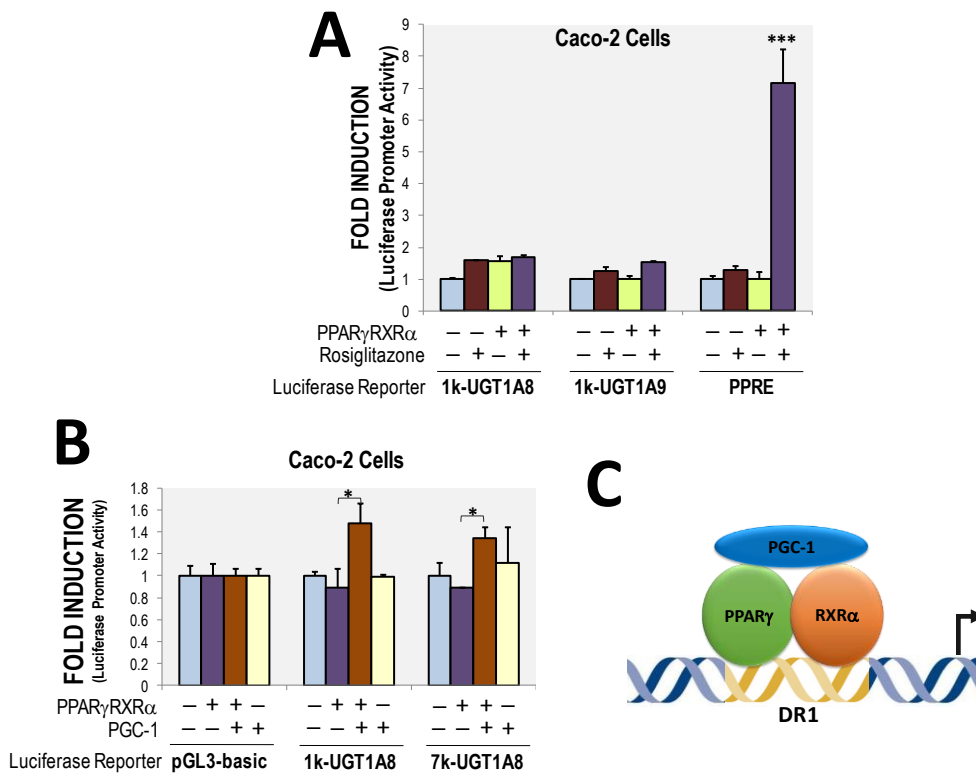 A
Caco-2 Cells
FOLD INDUCTION
(Luciferase Promoter Activity)
9
8
7
6
5
4
3
2
1
0
***
PPARγRXRα – – + + – – + + – – + +
Rosiglitazone – + – + – + – + – + – +
Luciferase Reporter 1k-UGT1A8 1k-UGT1A9 PPRE
B
Caco-2 Cells
FOLD INDUCTION
(Luciferase Promoter Activity)
1.8
1.6
1.4
1.2
1
0.8
0.6
0.4
0.2
0
* *
PPARγRXRα – + + – – + + – – + + –
PGC-1 – – + + – – + + – – + +
Luciferase Reporter pGL3-basic 1k-UGT1A8 7k-UGT1A8
C
PGC-1
PPARγ RXRα
DR1